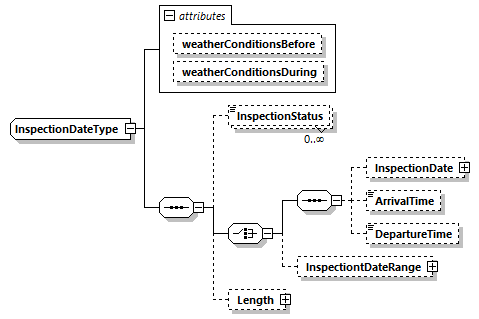 attributes
weatherConditionsBefore
weatherConditionsDuring
InspectionDateType
InspectionStatus
0..∞
InspectionDate
ArrivalTime
DepartureTime
InspectiontDateRange
Length